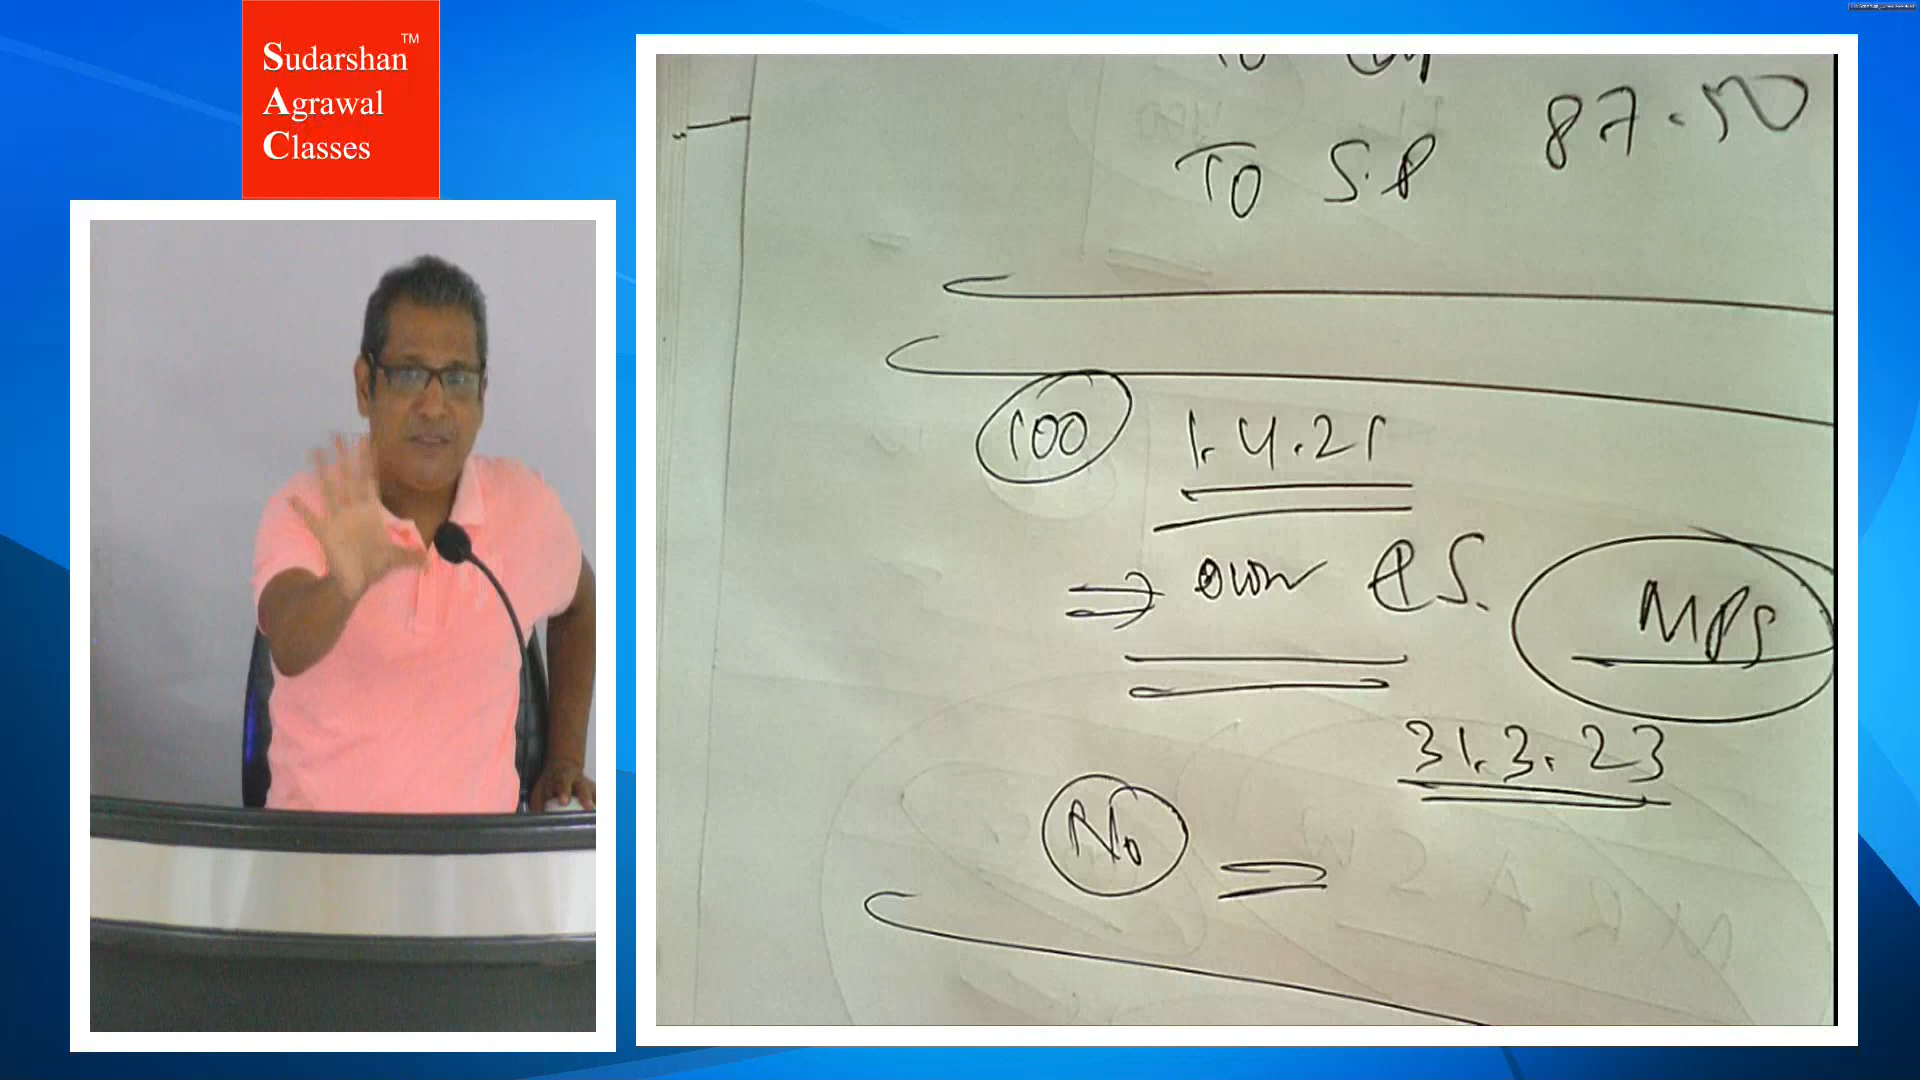 Sudarshan™
Agrawal
Classes
87.50
TO S.P
100 1.4.21
⇒ own E.S.
MPS
31.3.23
No